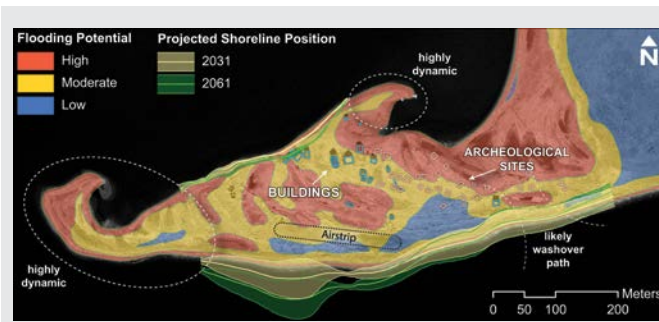 Flooding Potential
High
Moderate
Low
Projected Shoreline Position
2031
2061
highly
dynamic
N
ARCHEOLOGICAL
SITES
BUILDINGS
Airstrip
highly
dynamic
likely
washover
path
Meters
0 50 100 200